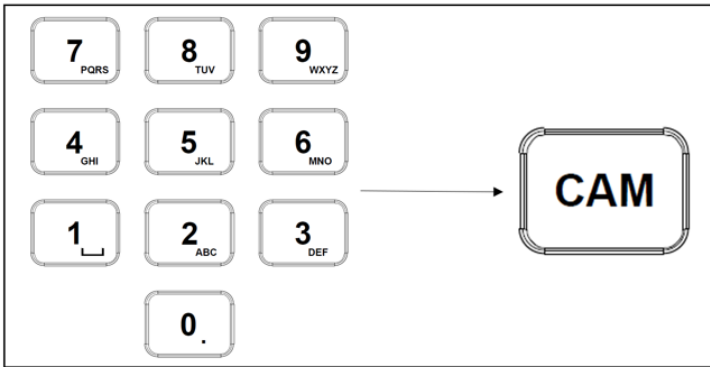 7 PQRS 8 TUV 9 WXYZ
4 GHI 5 JKL 6 MNO
CAM
1 2 ABC 3 DEF
0 .